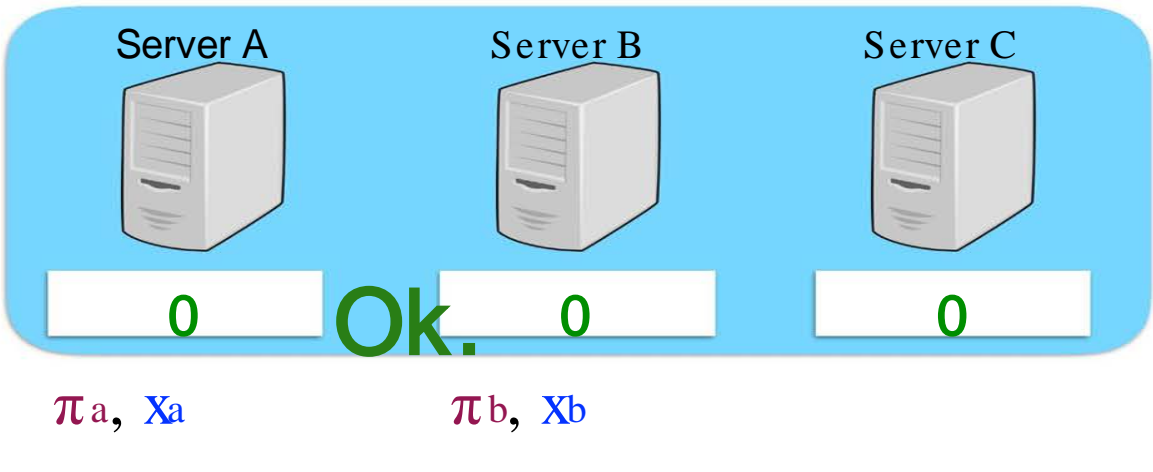 Server A Server B Server C
0 Ok. 0 0
πa, xa πb, xb